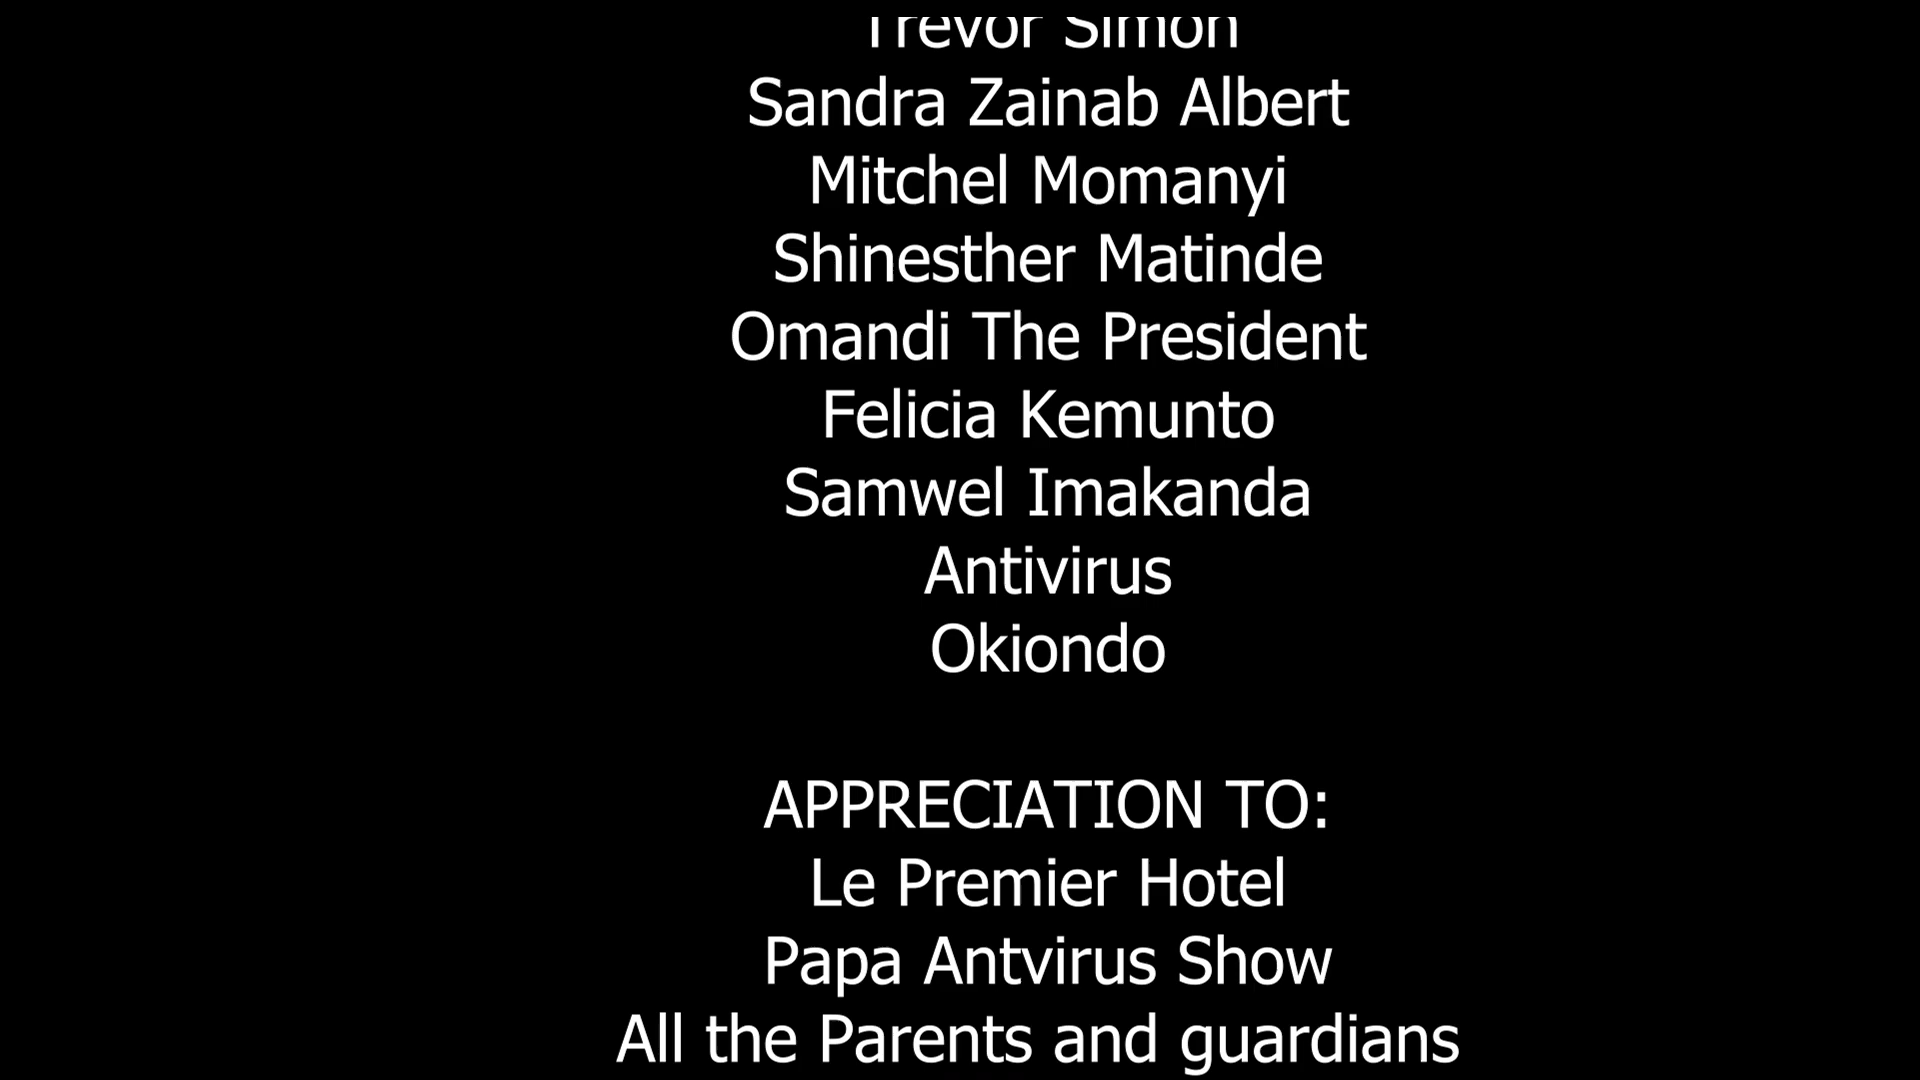 Trevor Simon
Sandra Zainab Albert
Mitchel Momanyi
Shinesther Matinde
Omandi The President
Felicia Kemunto
Samwel Imakanda
Antivirus
Okiondo
APPRECIATION TO:
Le Premier Hotel
Papa Antvirus Show
All the Parents and guardians